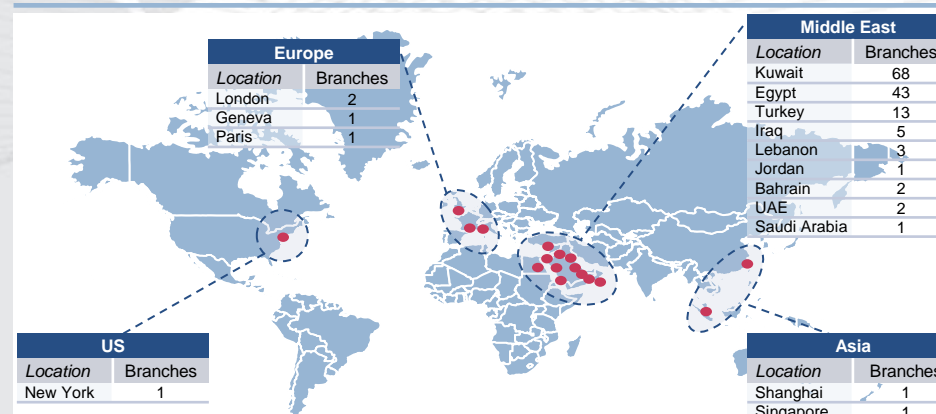 Europe
Location Branches
London 2
Geneva 1
Paris 1
Middle East
Location Branches
Kuwait 68
Egypt 43
Turkey 13
Iraq 5
Lebanon 3
Jordan 1
Bahrain 2
UAE 2
Saudi Arabia 1
US
Location Branches
New York 1
Asia
Location Branches
Shanghai 1
Singapore 1